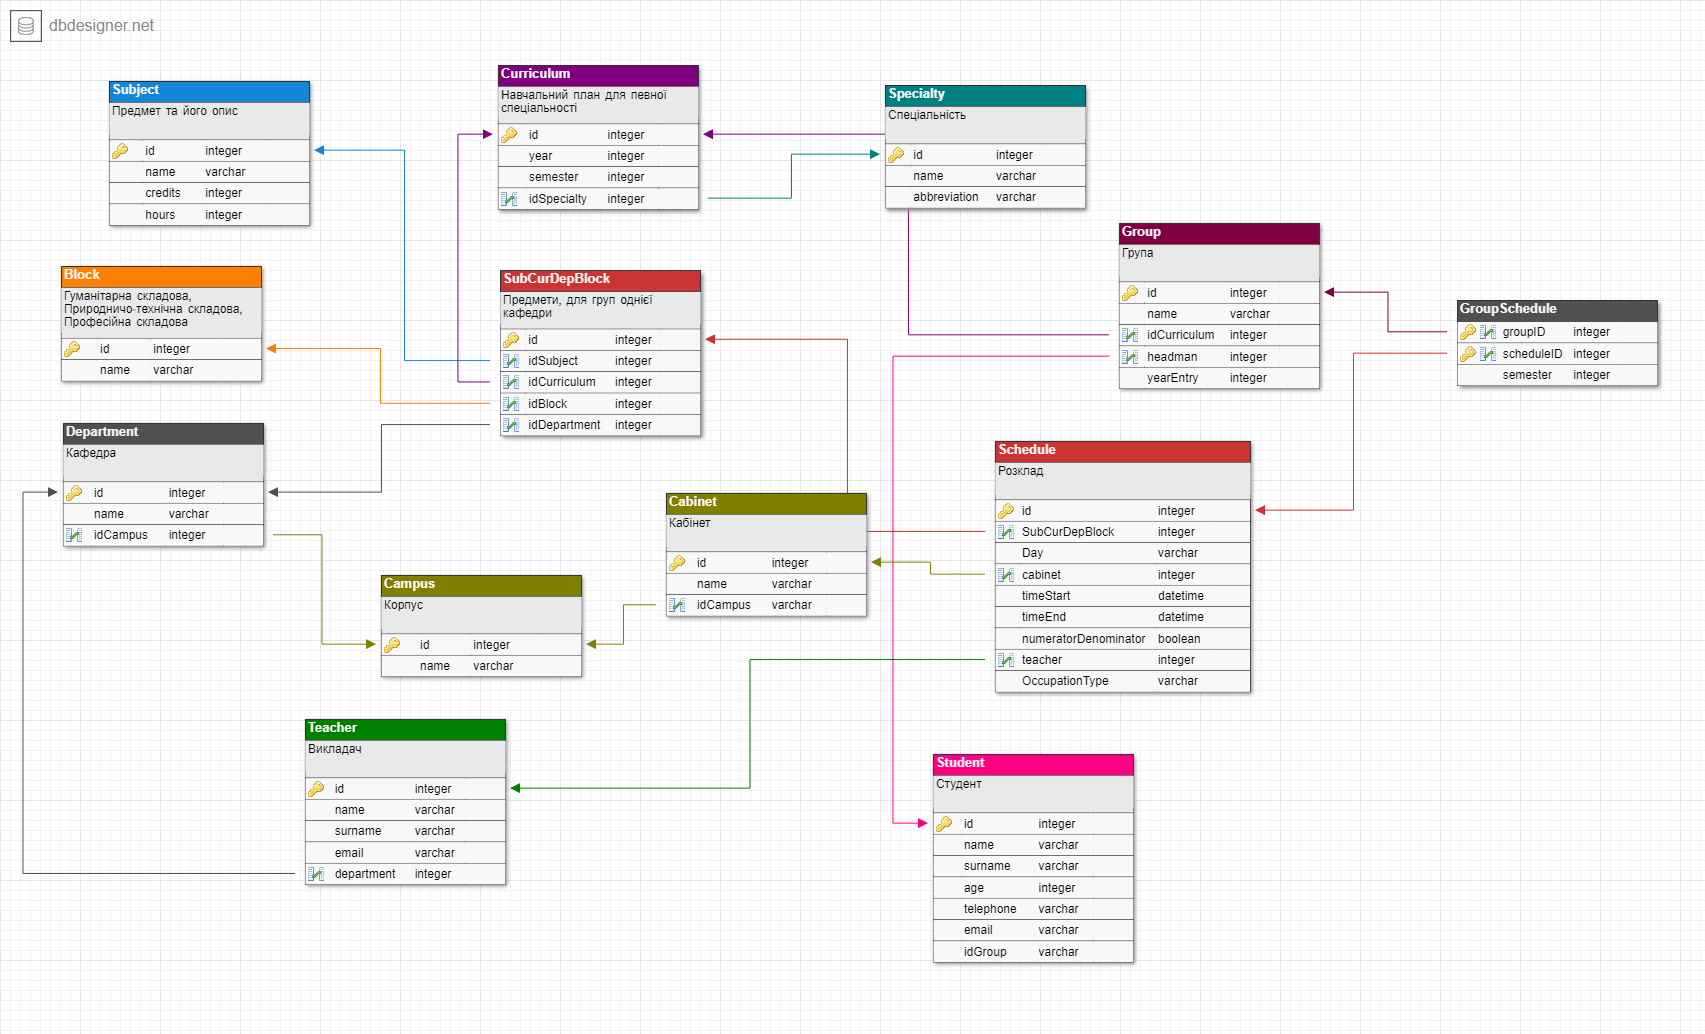 dbdesigner.net
Subject
Предмет та його опис
id integer
name varchar
credits integer
hours integer
Curriculum
Навчальний план для певної
спеціальності
id integer
year integer
semester integer
idSpecialty integer
Specialty
Спеціальність
id integer
name varchar
abbreviation varchar
Group
Група
id integer
name varchar
idCurriculum integer
headman integer
yearEntry integer
GroupSchedule
groupID integer
scheduleID integer
semester integer
Block
Гуманітарна складова,
Природничо-технічна складова,
Професійна складова
id integer
name varchar
SubCurDepBlock
Предмети, для груп однієї
кафедри
id integer
idSubject integer
idCurriculum integer
idBlock integer
idDepartment integer
Department
Кафедра
id integer
name varchar
idCampus integer
Cabinet
Кабінет
id integer
name varchar
idCampus varchar
Schedule
Розклад
id integer
SubCurDepBlock integer
Day varchar
cabinet integer
timeStart datetime
timeEnd datetime
numeratorDenominator boolean
teacher integer
OccupationType varchar
Campus
Корпус
id integer
name varchar
Teacher
Викладач
id integer
name varchar
surname varchar
email varchar
department integer
Student
Студент
id integer
name varchar
surname varchar
age integer
telephone varchar
email varchar
idGroup varchar